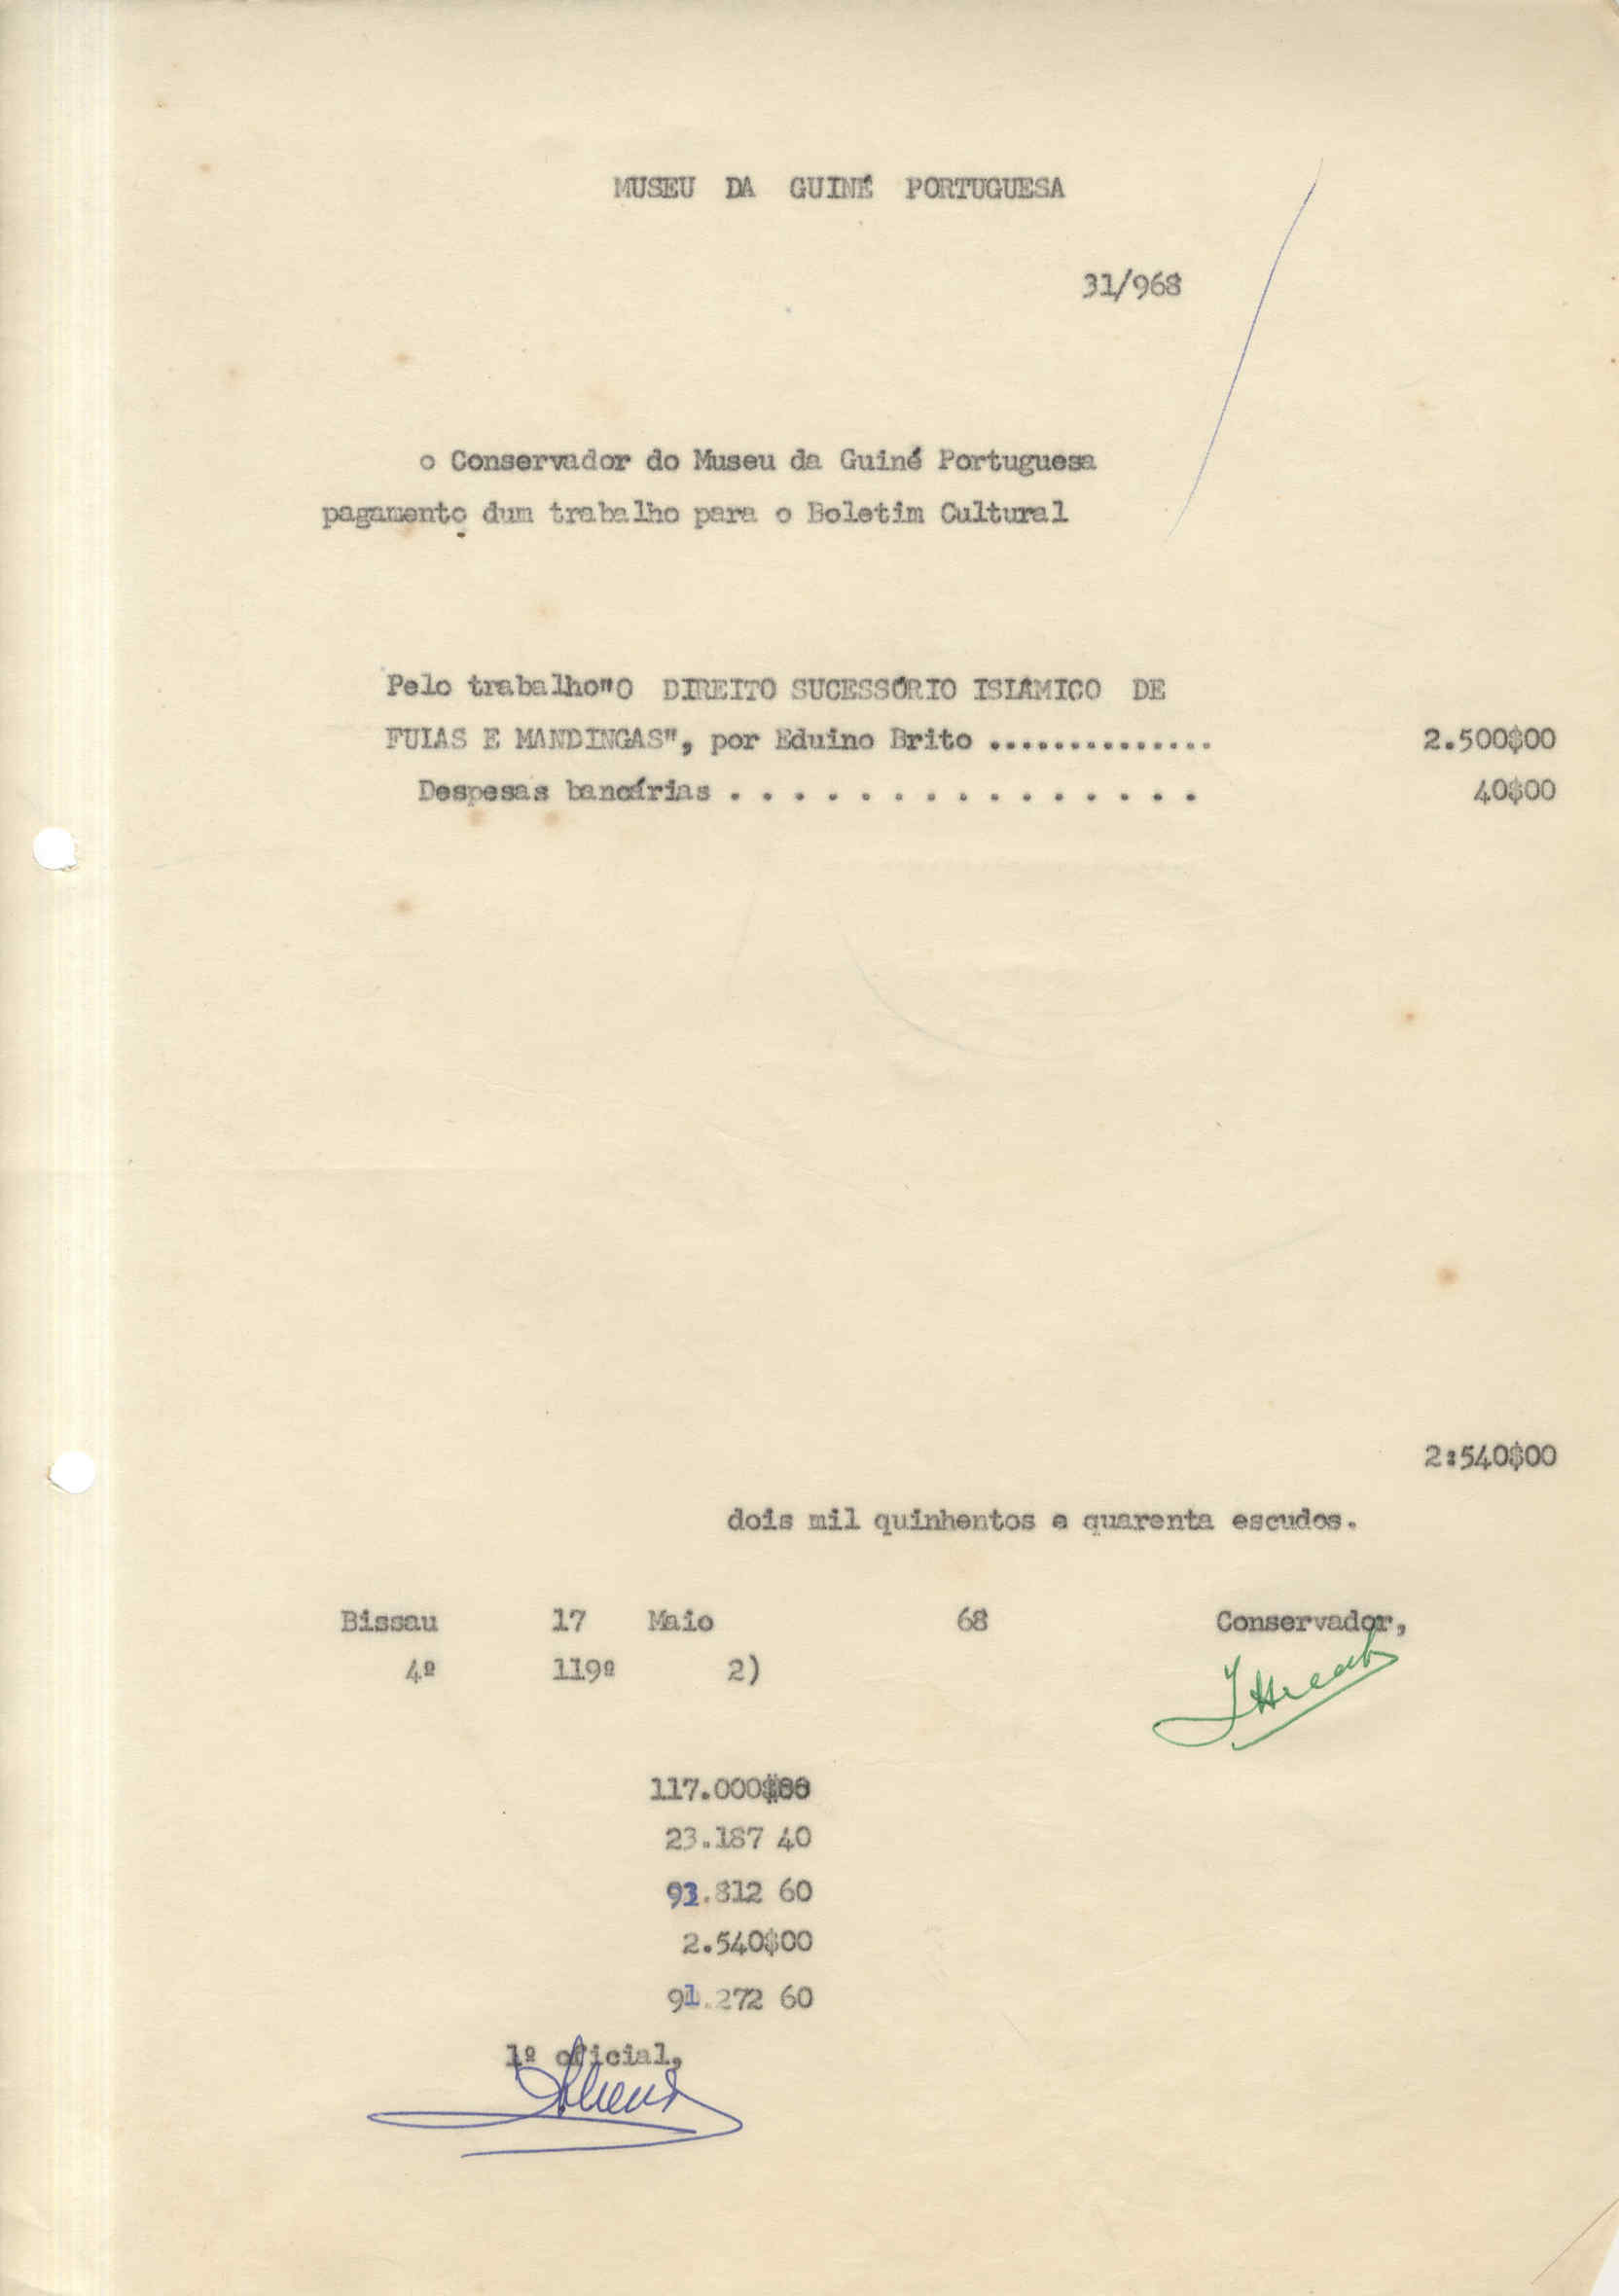 MUSEU DA GUINÉ PORTUGUESA
31/968
o Conservador do Museu da Guiné Portuguesa
pagamento dum trabalho para o Boletim Cultural
Pelo trabalho"O DIREITO SUCESSÓRIO ISLÂMICO DE
FULAS E MANDINGAS", por Eduino Brito .............. 2.500$00
Despesas bancárias . . . . . . . . . . . . . . . 40$00
2:540$00
dois mil quinhentos e quarenta escudos.
Bissau 17 Maio 68 Conservador,
4º 119º 2)
117.000$00
23.187 40
93.812 60
2.540$00
91.272 60
1º oficial,